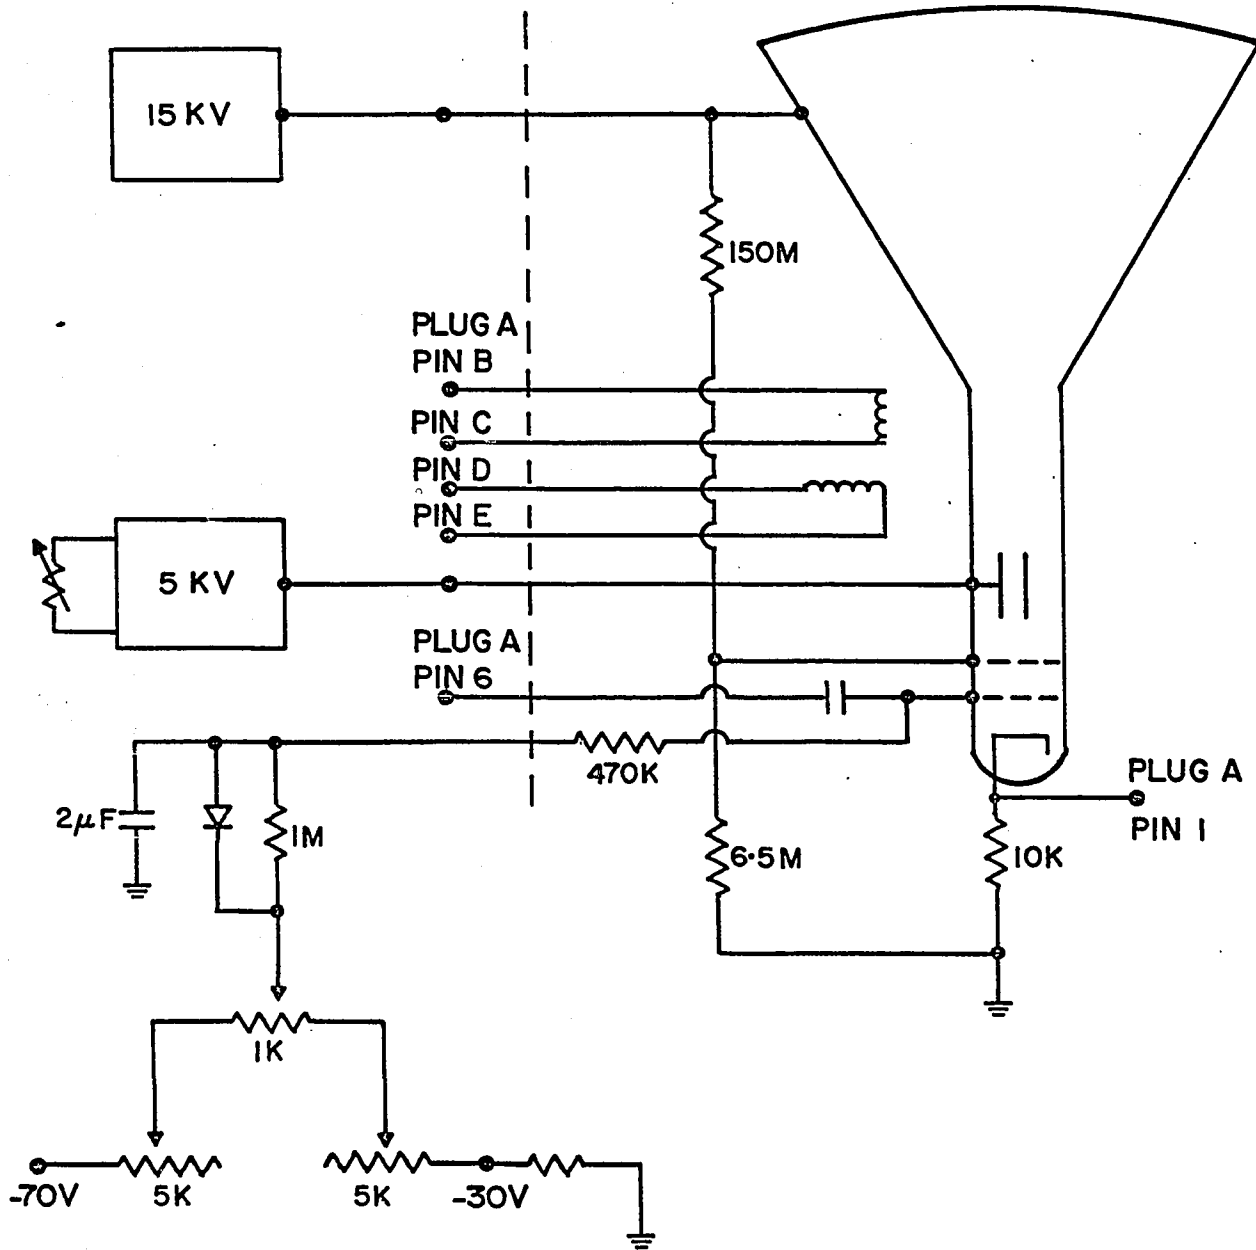 15 KV
150M
PLUG A
PIN B
PIN C
PIN D
PIN E
5 KV
PLUG A
PIN 6
470K
PLUG A
PIN 1
2μF
1M
6·5M
10K
1K
-70V
5K
5K
-30V